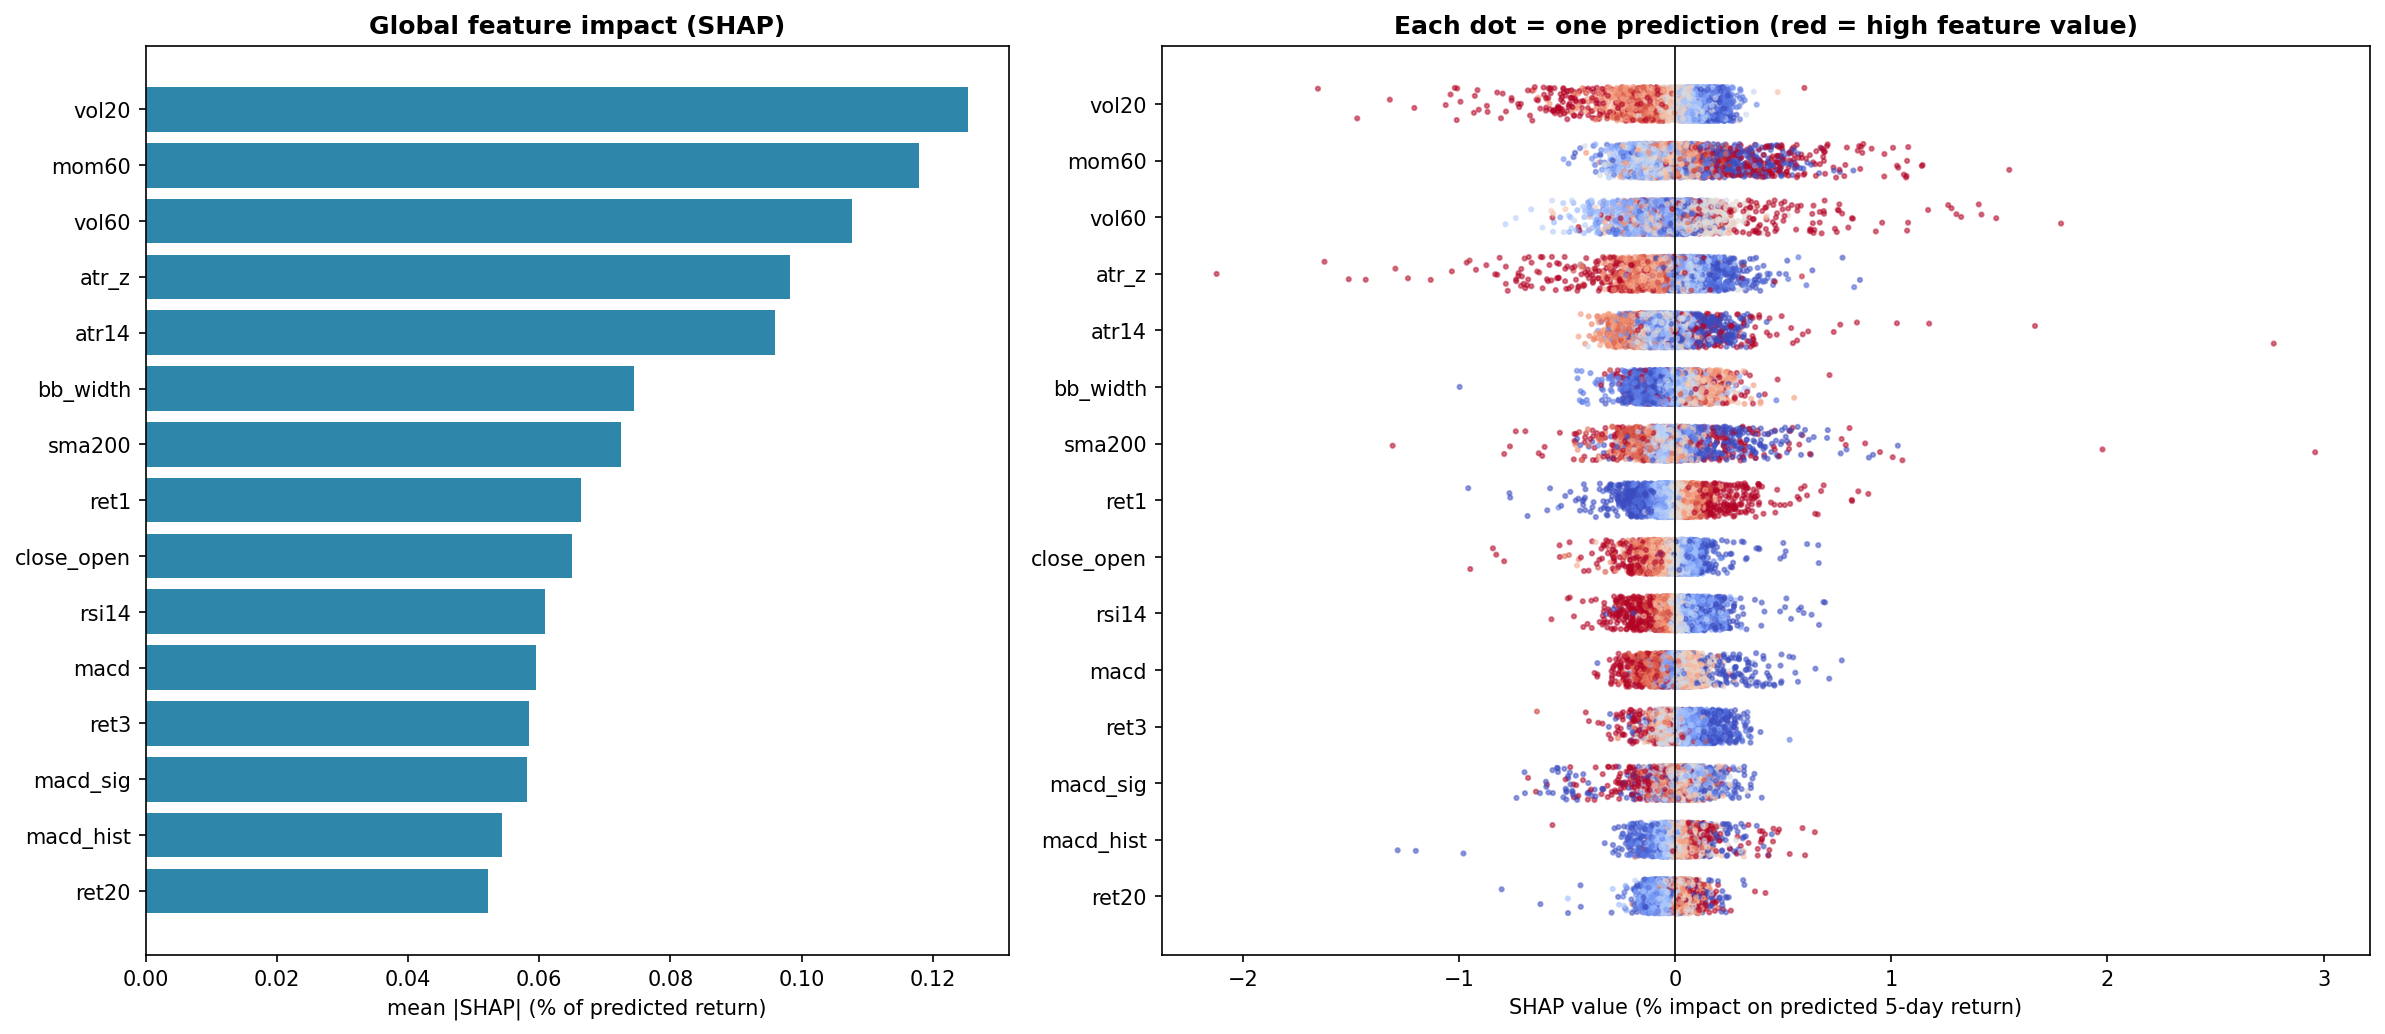 Global feature impact (SHAP)
vol20
mom60
vol60
atr_z
atr14
bb_width
sma200
ret1
close_open
rsi14
macd
ret3
macd_sig
macd_hist
ret20
0.00 0.02 0.04 0.06 0.08 0.10 0.12
mean |SHAP| (% of predicted return)
Each dot = one prediction (red = high feature value)
vol20
mom60
vol60
atr_z
atr14
bb_width
sma200
ret1
close_open
rsi14
macd
ret3
macd_sig
macd_hist
ret20
−2 −1 0 1 2 3
SHAP value (% impact on predicted 5-day return)